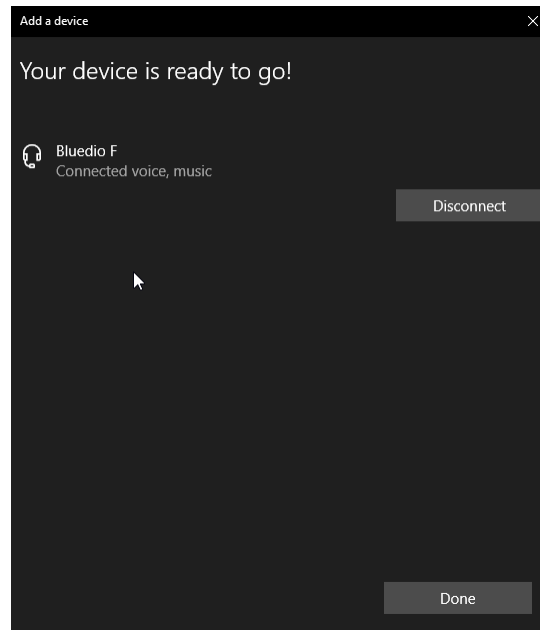 Add a device
Your device is ready to go!
Bluedio F
Connected voice, music
Disconnect
Done